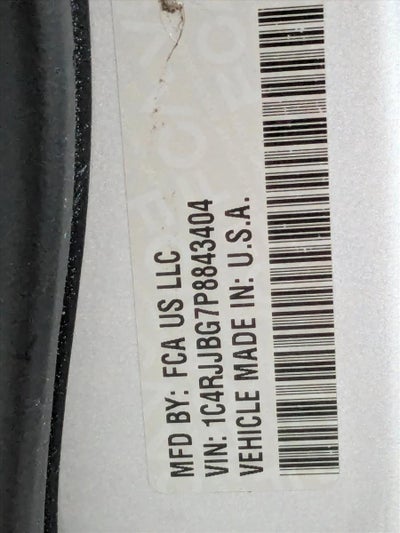 MFD BY: FCA US LLC
VIN: 1C4RJJBG7P8843404
VEHICLE MADE IN: U.S.A.